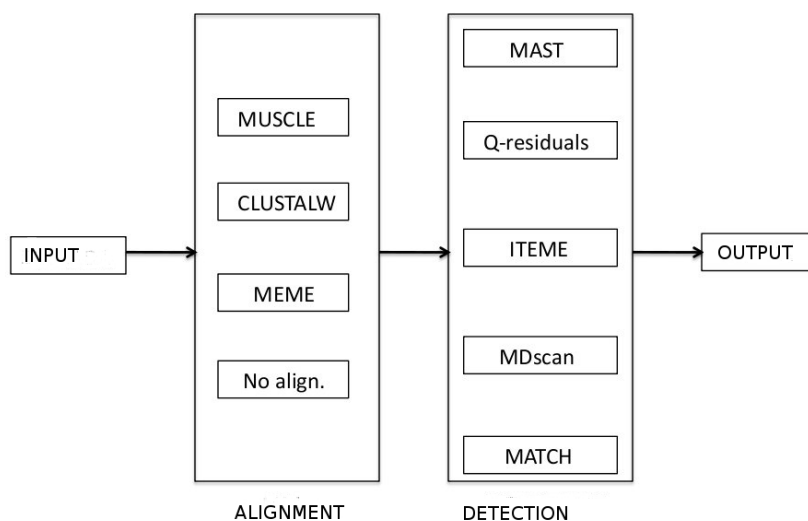 INPUT
MUSCLE
CLUSTALW
MEME
No align.
ALIGNMENT
MAST
Q-residuals
ITEME
MDscan
MATCH
DETECTION
OUTPUT